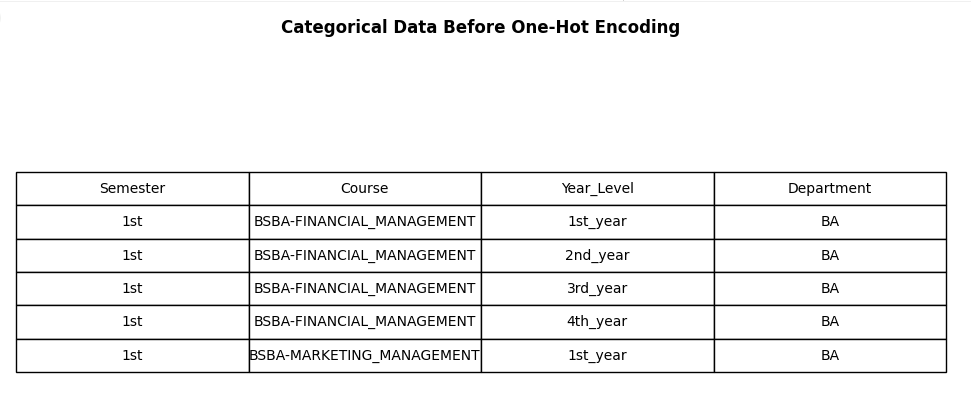 Categorical Data Before One-Hot Encoding
Semester Course Year_Level Department
1st BSBA-FINANCIAL_MANAGEMENT 1st_year BA
1st BSBA-FINANCIAL_MANAGEMENT 2nd_year BA
1st BSBA-FINANCIAL_MANAGEMENT 3rd_year BA
1st BSBA-FINANCIAL_MANAGEMENT 4th_year BA
1st BSBA-MARKETING_MANAGEMENT 1st_year BA